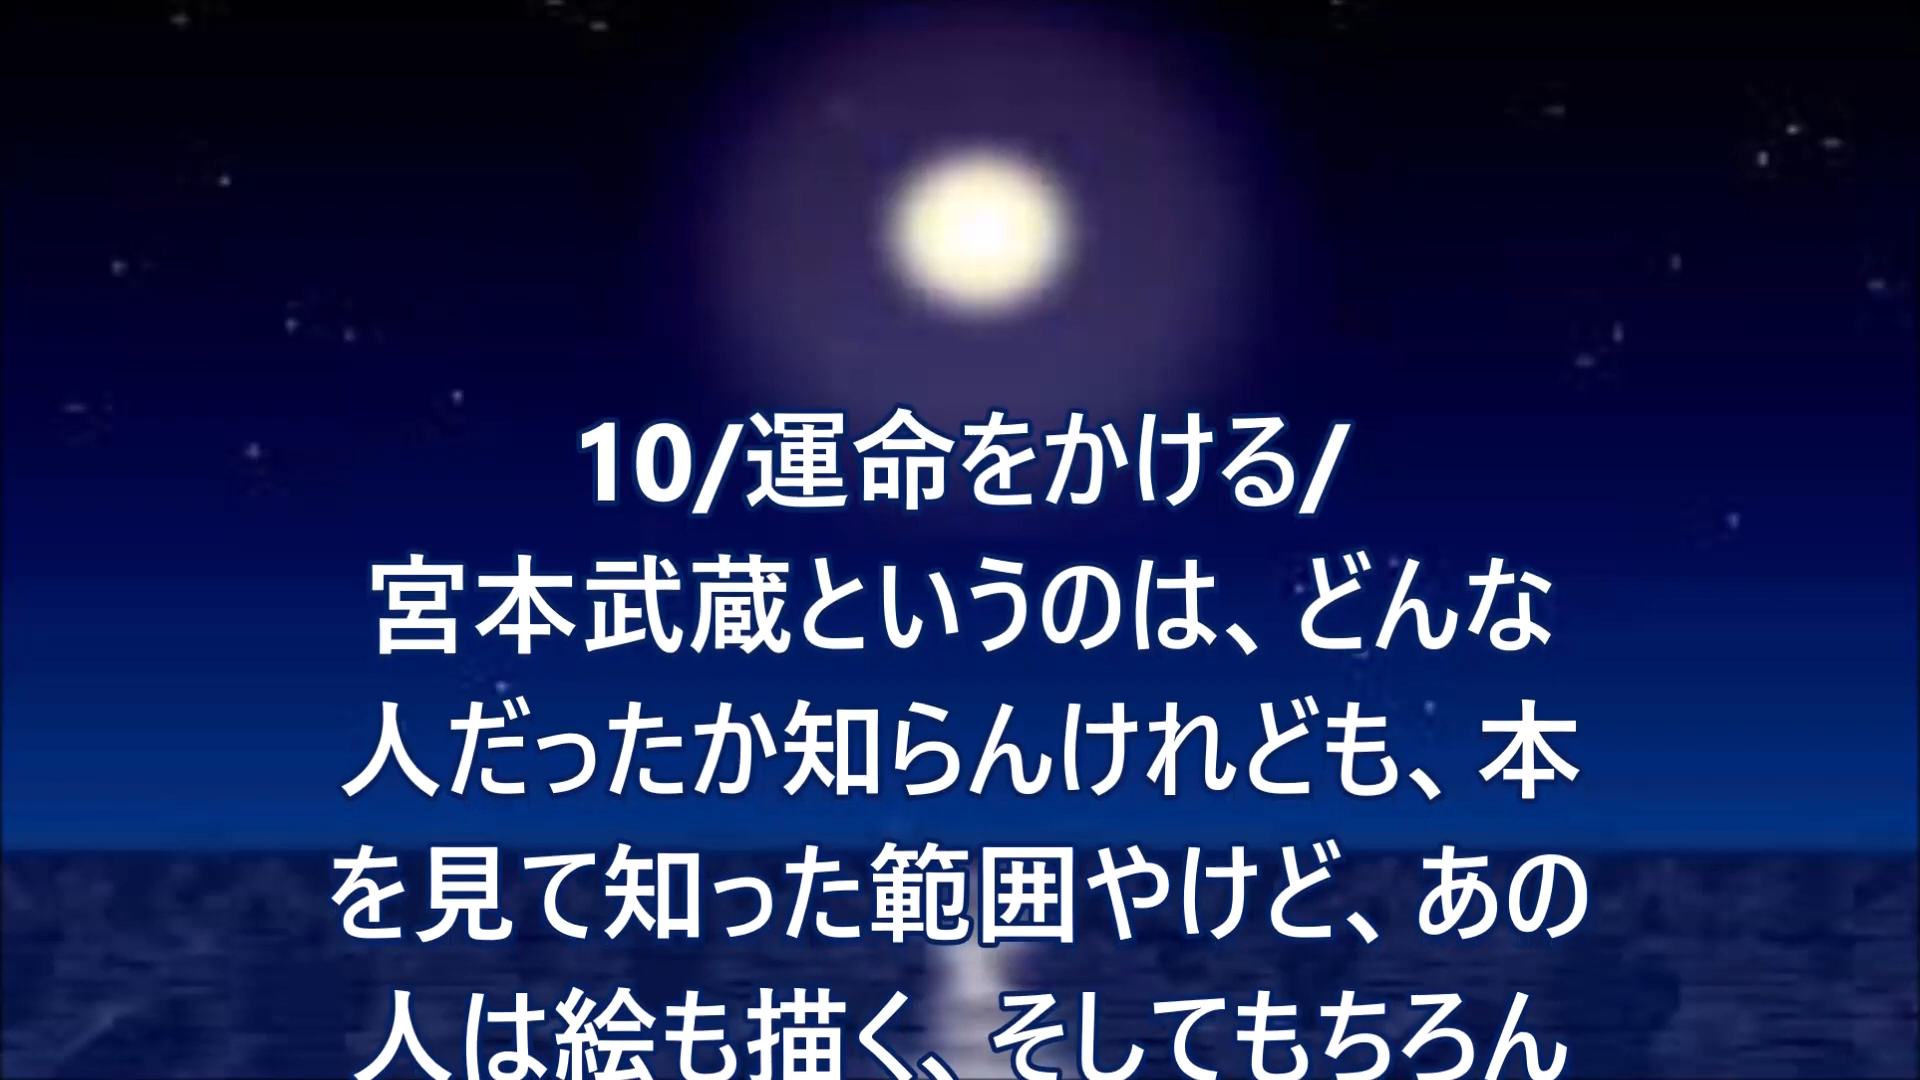 10/運命をかける/
宮本武蔵というのは、どんな
人だったか知らんけれども、本
を見て知った範囲やけど、あの
人は絵も描く、そしてもちろん